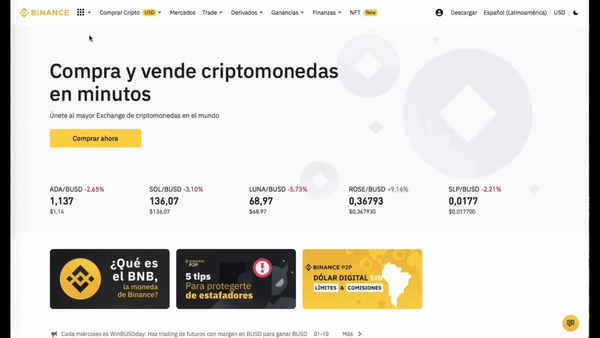 BINANCE Comprar Cripto USD Mercados Trade Derivados Ganancias Finanzas NFT New Descargar Español (Latinoamérica) USD
Compra y vende criptomonedas
en minutos
Únete al mayor Exchange de criptomonedas en el mundo
Comprar ahora
ADA/BUSD -2,65% SOL/BUSD -3,10% LUNA/BUSD -5,73% ROSE/BUSD +9,16% SLP/BUSD -2,21%
1,137 136,07 68,97 0,36793 0,0177
$1,14 $136,07 $68,97 $0,367930 $0,017700
¿Qué es
el BNB,
la moneda
de Binance?
BINANCE
P2P
5 tips
Para protegerte
de estafadores
BINANCE P2P
DÓLAR DIGITAL SIN
LÍMITES & COMISIONES
Cada miércoles es WinBUSDday: Haz trading de futuros con margen en BUSD para ganar BUSD 01-10 Más